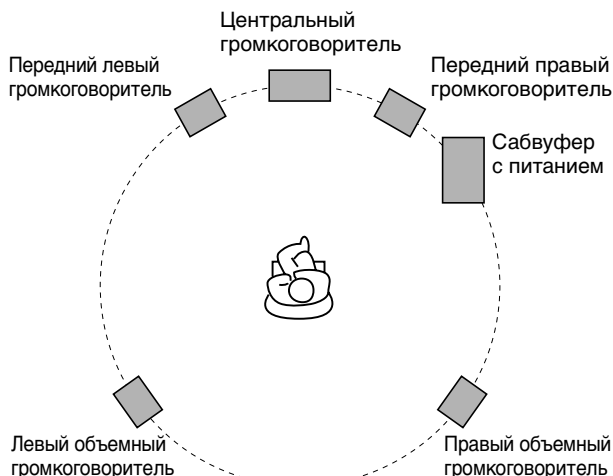 Центральный
громкоговоритель
Передний левый
громкоговоритель
Передний правый
громкоговоритель
Сабвуфер
с питанием
Левый объемный
громкоговоритель
Правый объемный
громкоговоритель